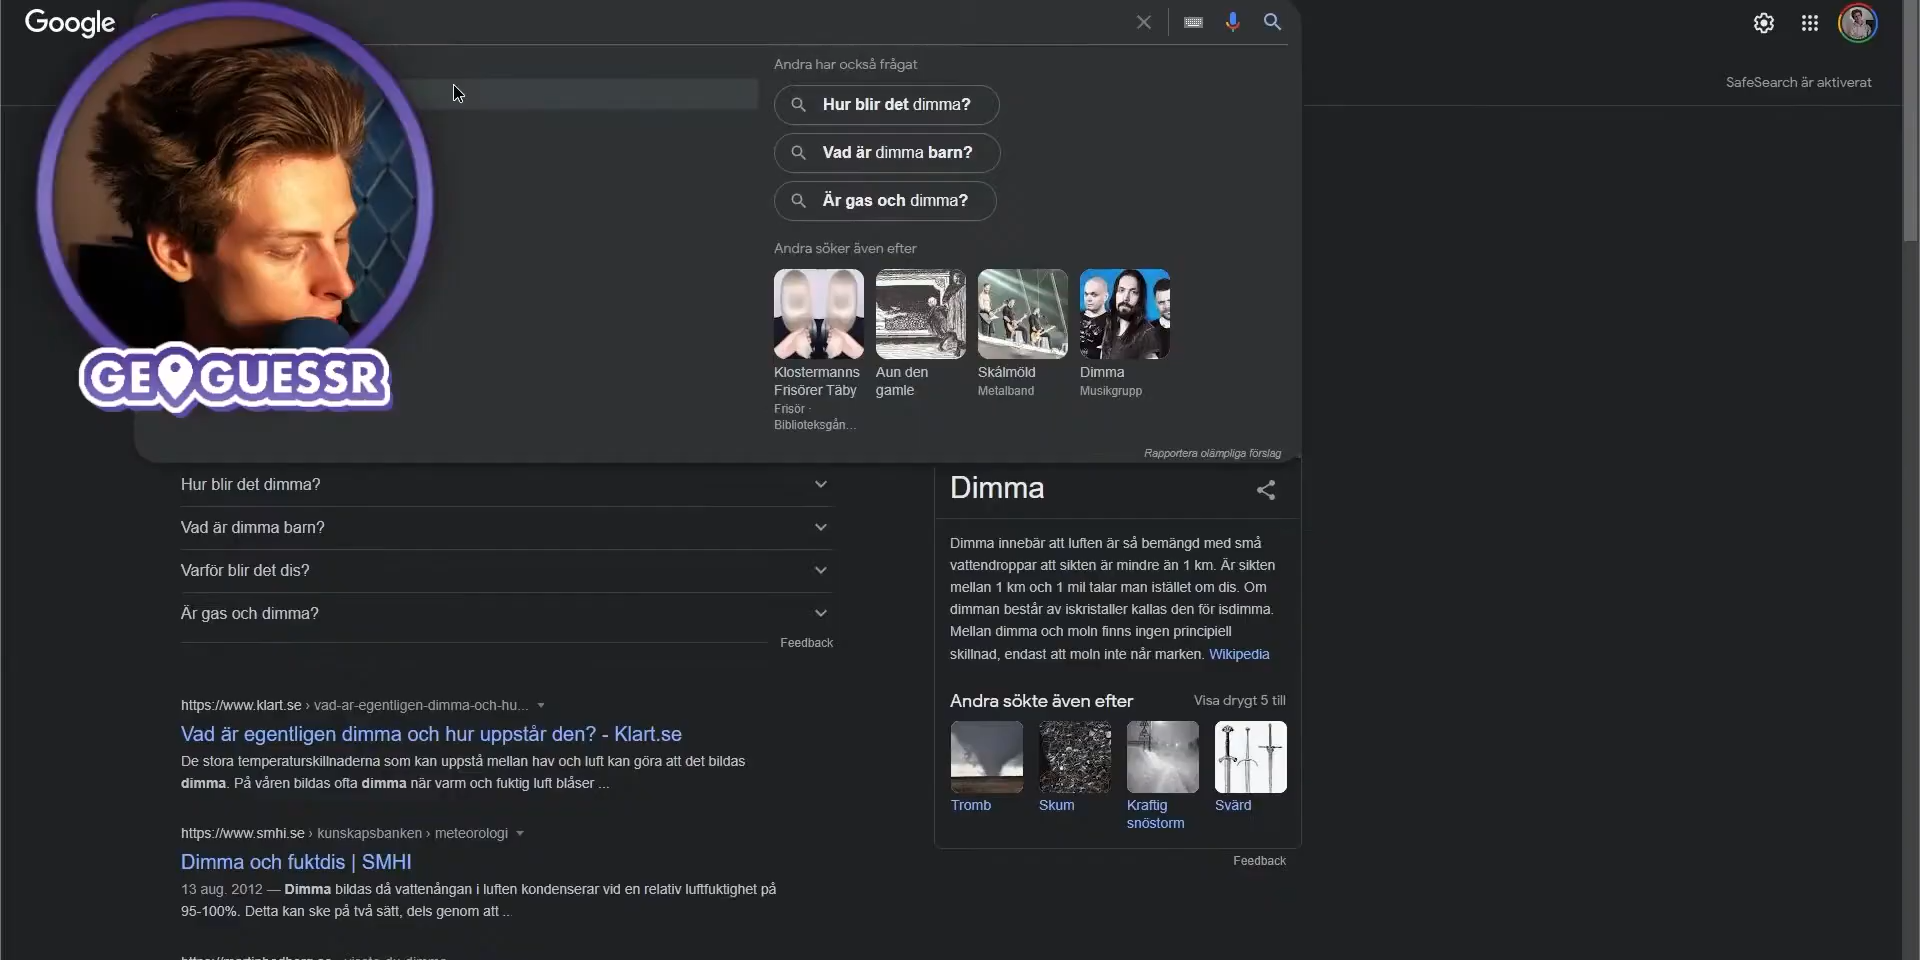 Google
SafeSearch är aktiverat
Andra har också frågat
Hur blir det dimma?
Vad är dimma barn?
Är gas och dimma?
Andra söker även efter
Klostermanns
Frisörer Täby
Frisör ·
Biblioteksgån...
Aun den
gamle
Skálmöld
Metalband
Dimma
Musikgrupp
GEOGUESSR
Rapportera olämpliga förslag
Hur blir det dimma?
Vad är dimma barn?
Varför blir det dis?
Är gas och dimma?
Feedback
https://www.klart.se › vad-ar-egentligen-dimma-och-hu...
Vad är egentligen dimma och hur uppstår den? - Klart.se
De stora temperaturskillnaderna som kan uppstå mellan hav och luft kan göra att det bildas
dimma. På våren bildas ofta dimma när varm och fuktig luft blåser ...
https://www.smhi.se › kunskapsbanken › meteorologi
Dimma och fuktdis | SMHI
13 aug. 2012 — Dimma bildas då vattenångan i luften kondenserar vid en relativ luftfuktighet på
95-100%. Detta kan ske på två sätt, dels genom att ...
Dimma
Dimma innebär att luften är så bemängd med små
vattendroppar att sikten är mindre än 1 km. Är sikten
mellan 1 km och 1 mil talar man istället om dis. Om
dimman består av iskristaller kallas den för isdimma.
Mellan dimma och moln finns ingen principiell
skillnad, endast att moln inte når marken. Wikipedia
Andra sökte även efter
Visa drygt 5 till
Tromb
Skum
Kraftig
snöstorm
Svärd
Feedback